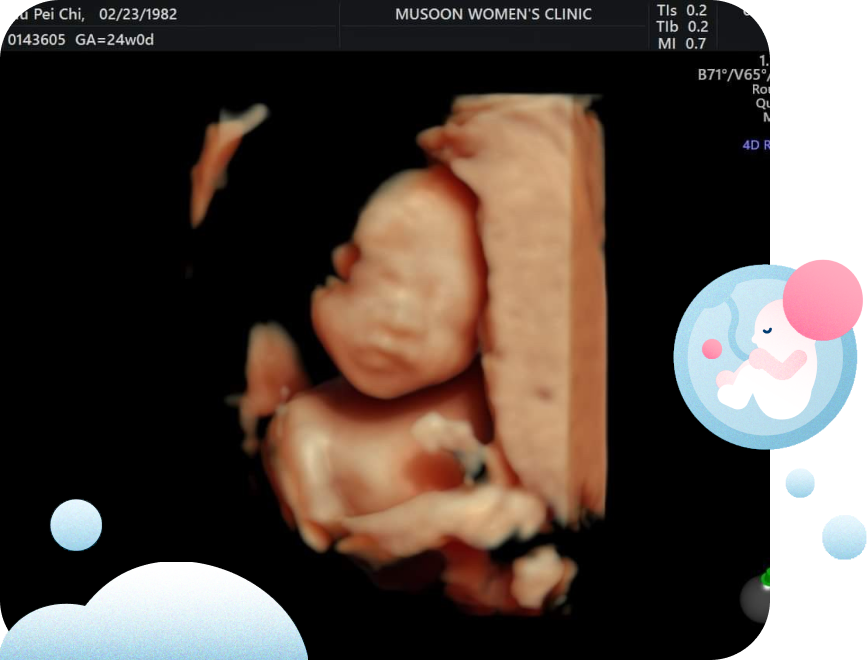 Pei Chi, 02/23/1982
MUSOON WOMEN'S CLINIC
TIs 0.2
0143605 GA=24w0d
TIb 0.2
MI 0.7
1.
B71°/V65°/
4D